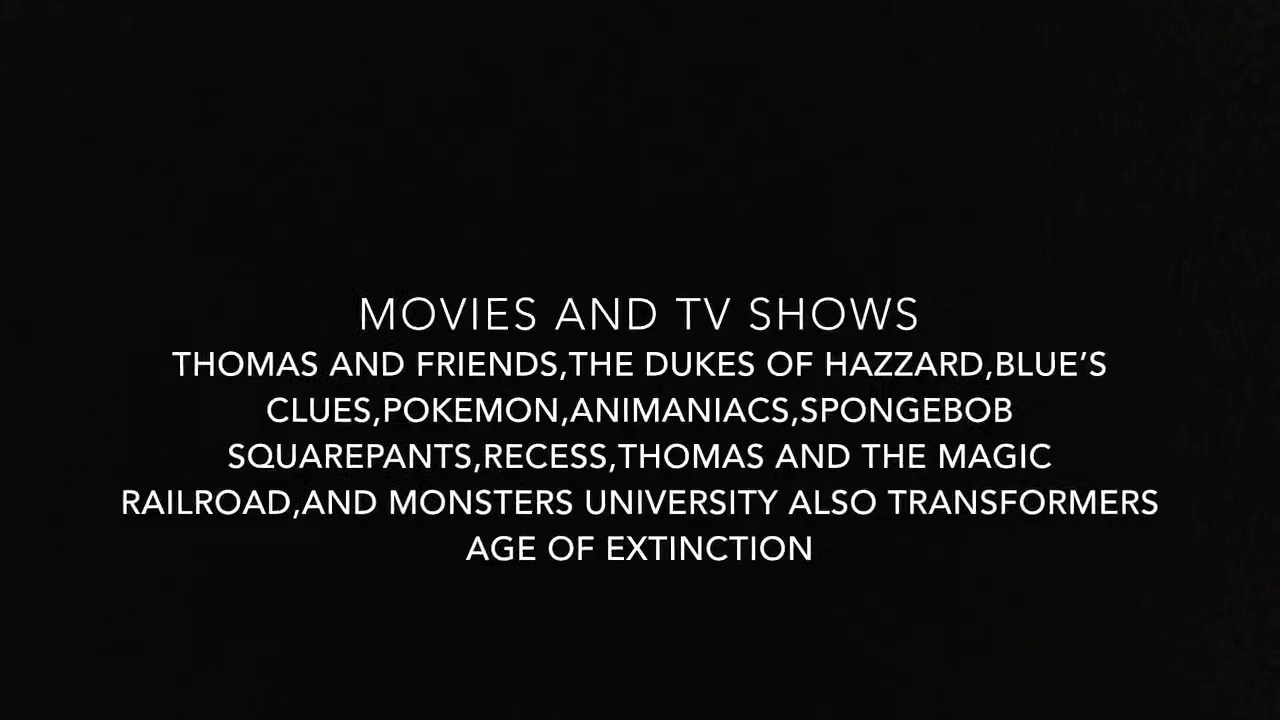 MOVIES AND TV SHOWS
THOMAS AND FRIENDS,THE DUKES OF HAZZARD,BLUE’S
CLUES,POKEMON,ANIMANIACS,SPONGEBOB
SQUAREPANTS,RECESS,THOMAS AND THE MAGIC
RAILROAD,AND MONSTERS UNIVERSITY ALSO TRANSFORMERS
AGE OF EXTINCTION